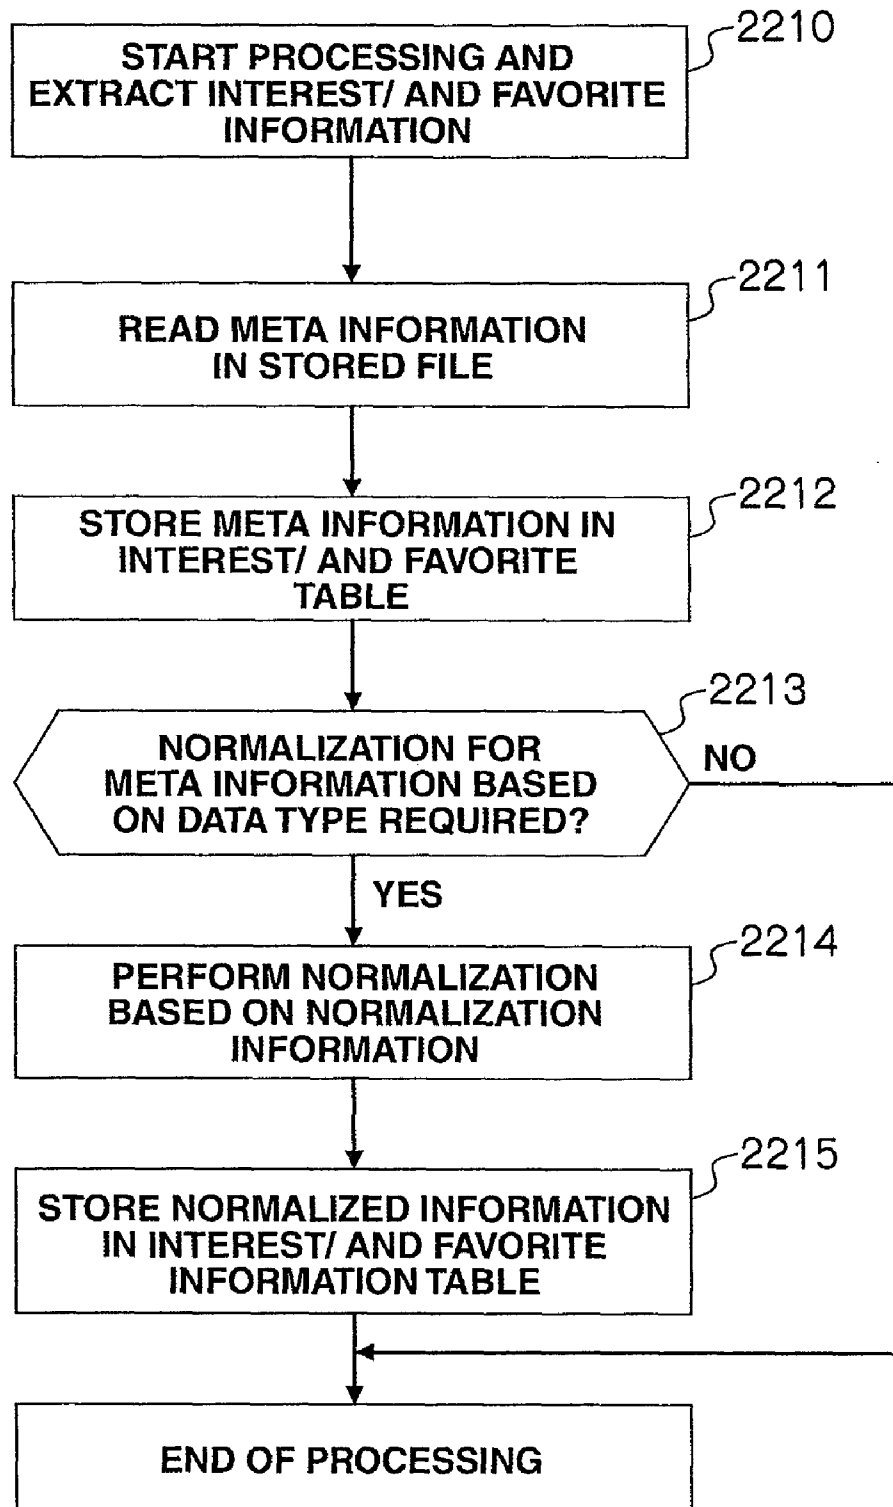 2210
START PROCESSING AND
EXTRACT INTEREST/ AND FAVORITE
INFORMATION
2211
READ META INFORMATION
IN STORED FILE
2212
STORE META INFORMATION IN
INTEREST/ AND FAVORITE
TABLE
2213
NORMALIZATION FOR
META INFORMATION BASED
ON DATA TYPE REQUIRED?
NO
YES
2214
PERFORM NORMALIZATION
BASED ON NORMALIZATION
INFORMATION
2215
STORE NORMALIZED INFORMATION
IN INTEREST/ AND FAVORITE
INFORMATION TABLE
END OF PROCESSING